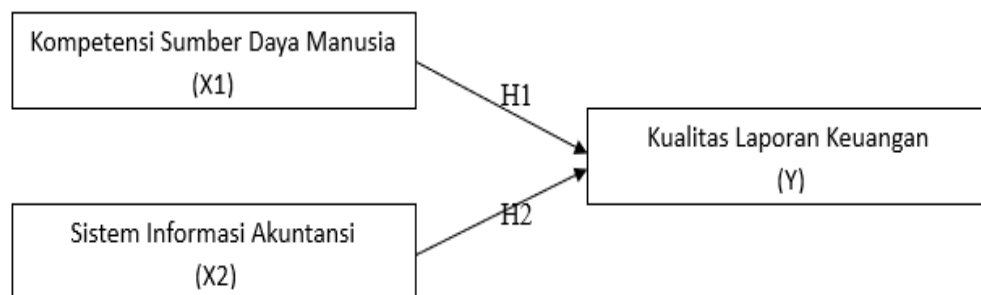 Kompetensi Sumber Daya Manusia
(X1)
H1
Kualitas Laporan Keuangan
(Y)
H2
Sistem Informasi Akuntansi
(X2)